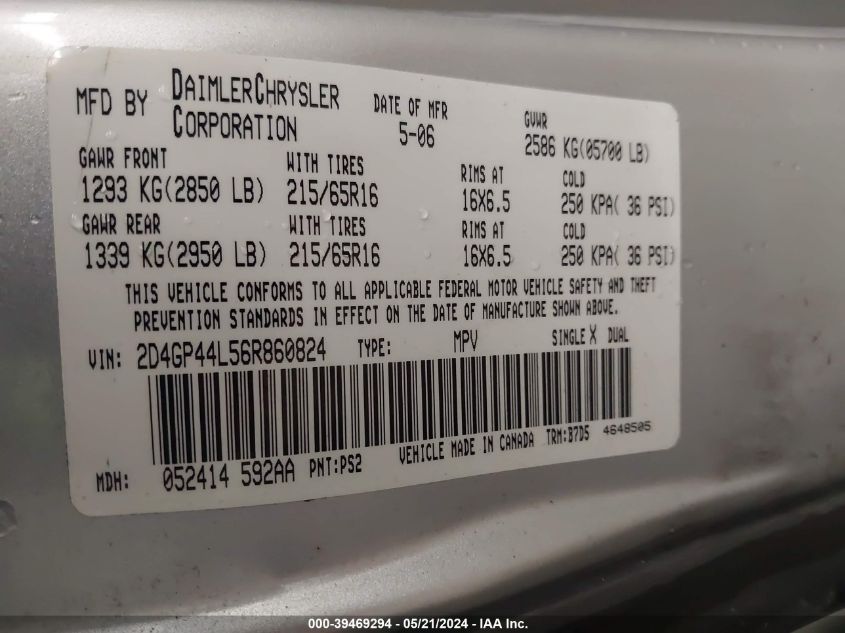 MFD BY DAIMLERCHRYSLER CORPORATION DATE OF MFR 5-06 GVWR 2586 KG(05700 LB)
GAWR FRONT WITH TIRES RIMS AT COLD
1293 KG(2850 LB) 215/65R16 16X6.5 250 KPA( 36 PSI)
GAWR REAR WITH TIRES RIMS AT COLD
1339 KG(2950 LB) 215/65R16 16X6.5 250 KPA( 36 PSI)
THIS VEHICLE CONFORMS TO ALL APPLICABLE FEDERAL MOTOR VEHICLE SAFETY AND THEFT
PREVENTION STANDARDS IN EFFECT ON THE DATE OF MANUFACTURE SHOWN ABOVE.
VIN: 2D4GP44L56R860824 TYPE: MPV SINGLE X DUAL
MDH: 052414 592AA PNT:PS2 VEHICLE MADE IN CANADA TRM:B7D5 4648505
000-39469294 - 05/21/2024 - IAA Inc.